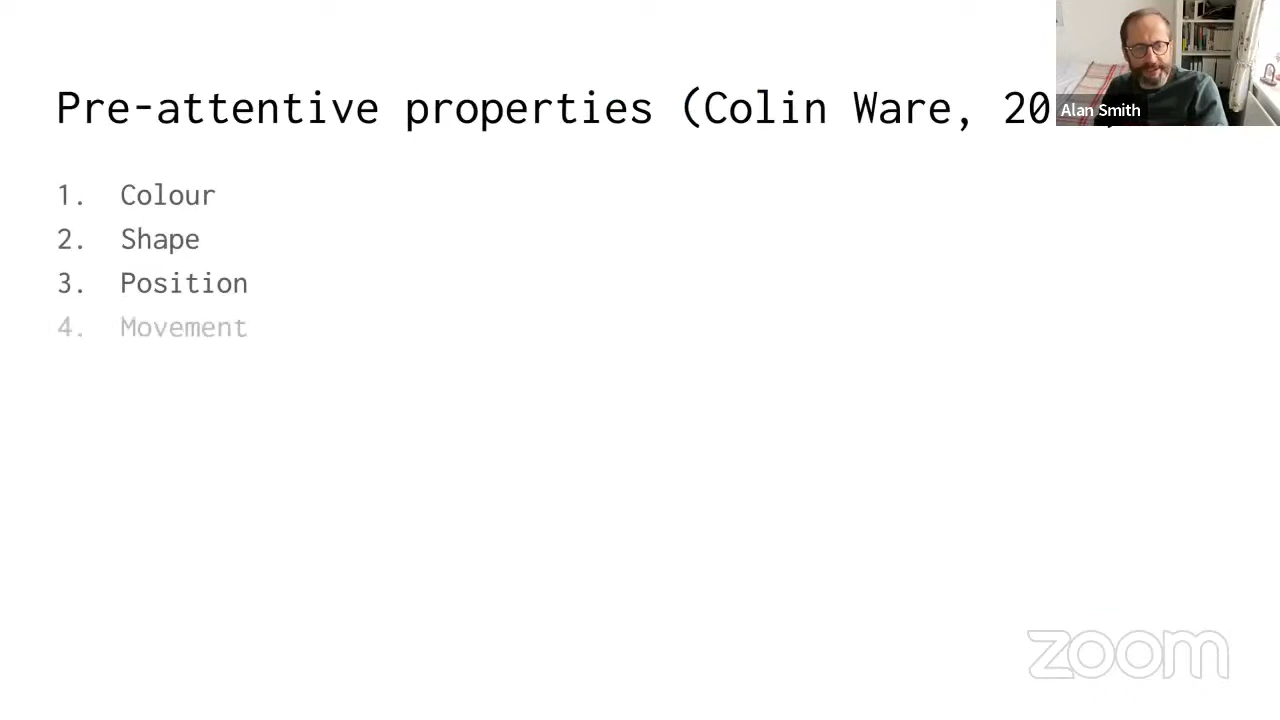 Pre-attentive properties (Colin Ware, 20
Alan Smith
1. Colour
2. Shape
3. Position
4. Movement
zoom